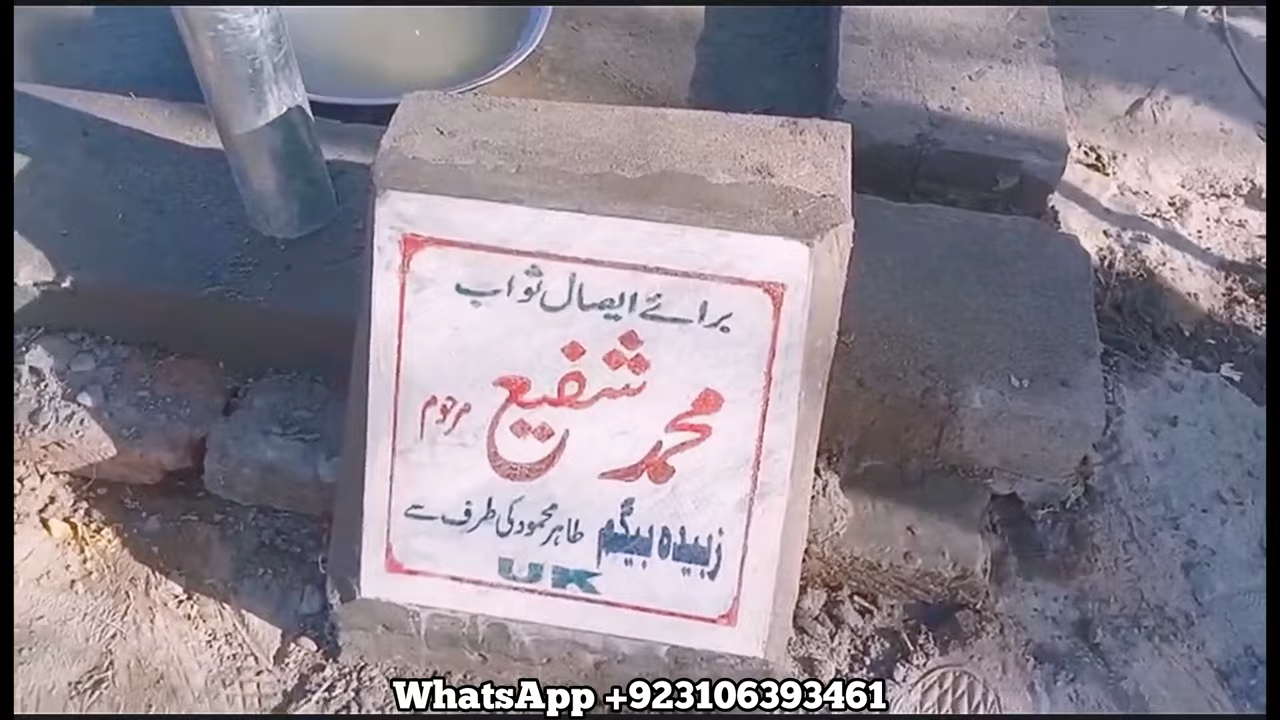 برائے ایصال ثواب
محمد شفیع مرحوم
زبیدہ بیگم طاہر محمود کی طرف سے
UK
WhatsApp +923106393461